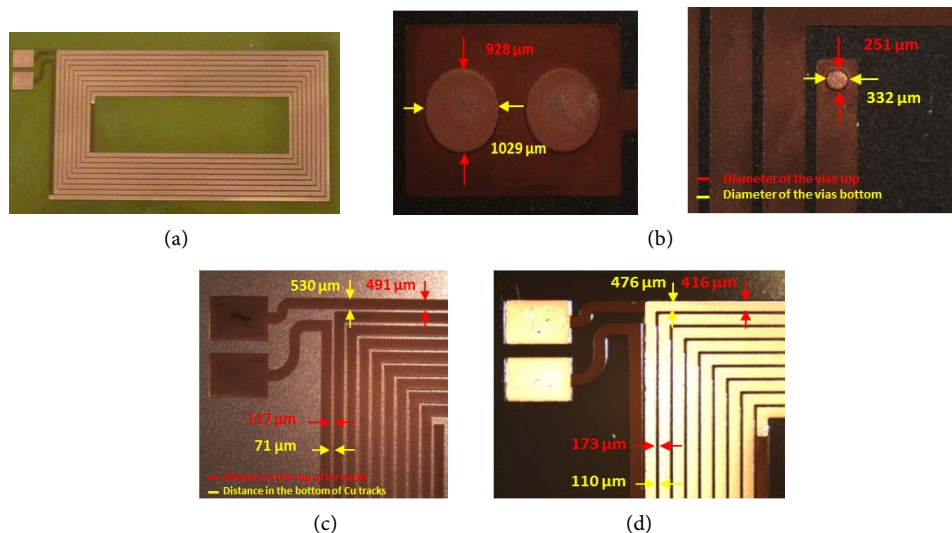 928 µm
1029 µm
251 µm
332 µm
Diameter of the vias top
Diameter of the vias bottom
(a)
(b)
530 µm 491 µm
117 µm
71 µm
Distance in the top of Cu tracks
Distance in the bottom of Cu tracks
476 µm 416 µm
173 µm
110 µm
(c)
(d)